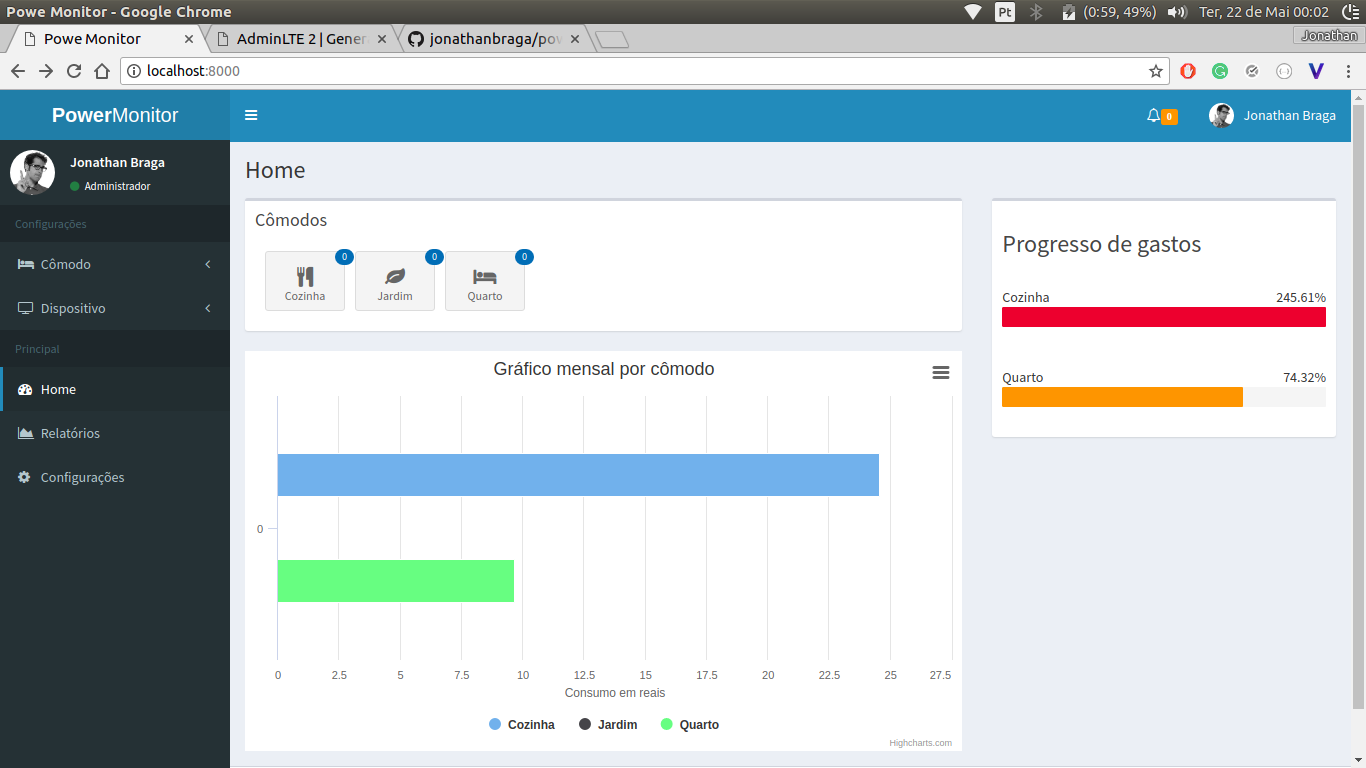 Powe Monitor - Google Chrome
Pt
(0:59, 49%)
Ter, 22 de Mai 00:02
Powe Monitor
AdminLTE 2 | Gener
jonathanbraga/pov
Jonathan
localhost:8000
PowerMonitor
0
Jonathan Braga
Jonathan Braga
Administrador
Configurações
Cômodo
Dispositivo
Principal
Home
Relatórios
Configurações
Home
Cômodos
0
Cozinha
0
Jardim
0
Quarto
Progresso de gastos
Cozinha 245.61%
Quarto 74.32%
Gráfico mensal por cômodo
0
0 2.5 5 7.5 10 12.5 15 17.5 20 22.5 25 27.5
Consumo em reais
Cozinha Jardim Quarto
Highcharts.com